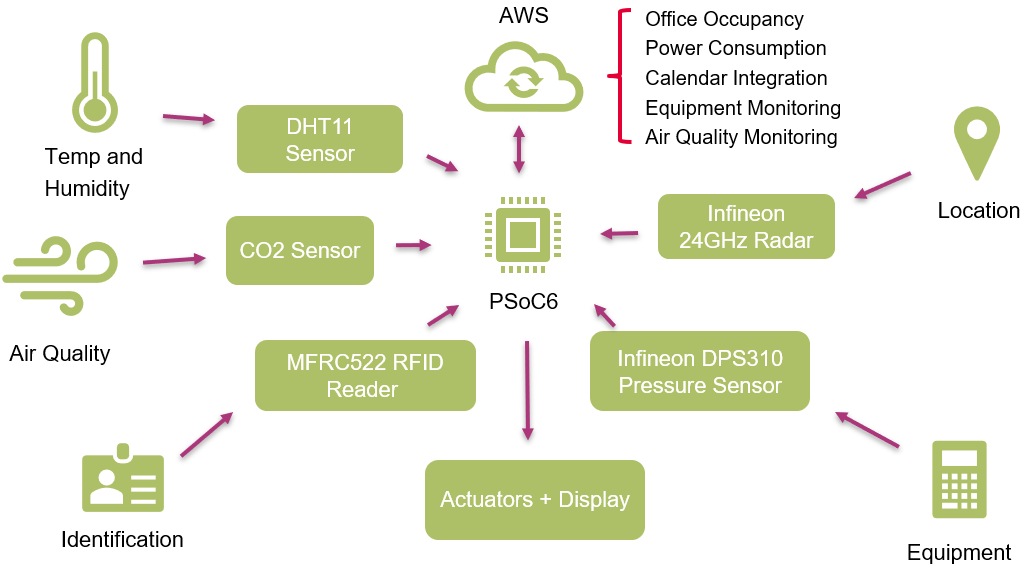 AWS
Office Occupancy
Power Consumption
Calendar Integration
Equipment Monitoring
Air Quality Monitoring
Temp and
Humidity
DHT11
Sensor
Location
Infineon
24GHz Radar
CO2 Sensor
PSoC6
Air Quality
MFRC522 RFID
Reader
Infineon DPS310
Pressure Sensor
Actuators + Display
Identification
Equipment